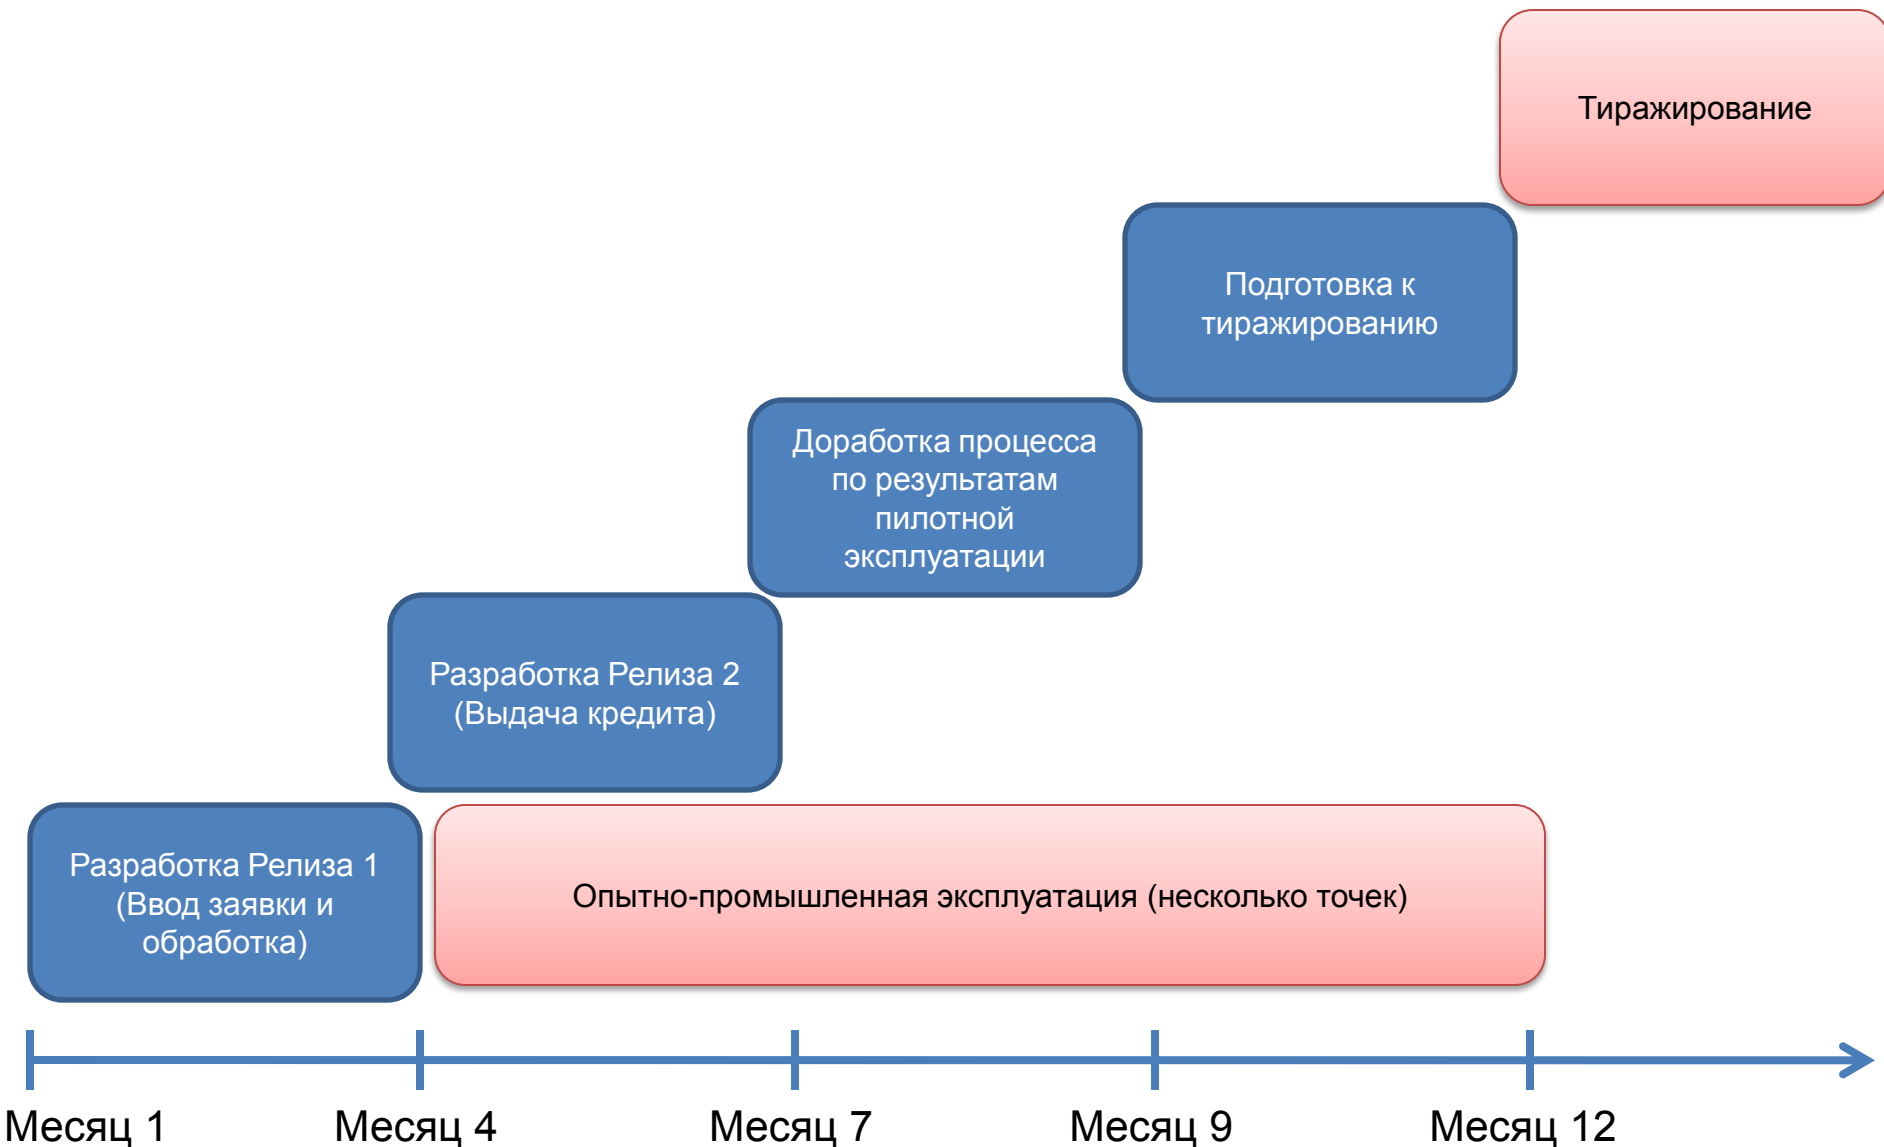 Тиражирование
Подготовка к
тиражированию
Доработка процесса
по результатам
пилотной
эксплуатации
Разработка Релиза 2
(Выдача кредита)
Разработка Релиза 1
(Ввод заявки и
обработка)
Опытно-промышленная эксплуатация (несколько точек)
Месяц 1
Месяц 4
Месяц 7
Месяц 9
Месяц 12